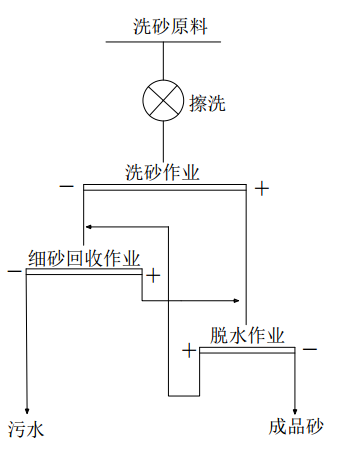 洗砂原料
擦洗
洗砂作业
− +
细砂回收作业
− +
脱水作业
+ −
污水
成品砂